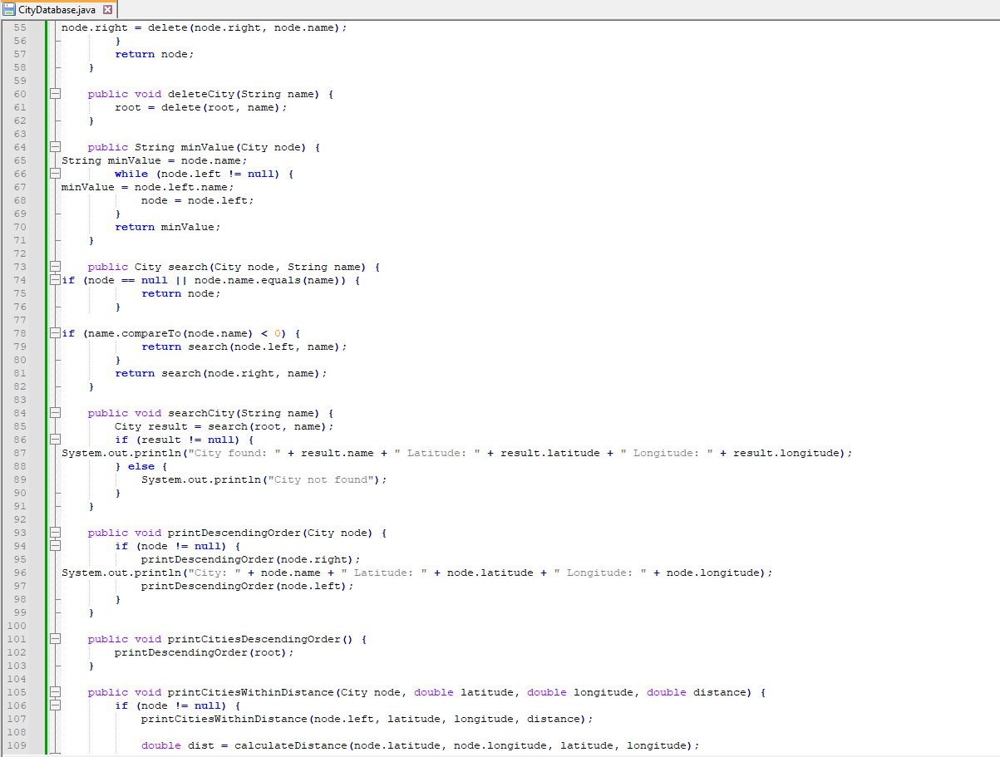 CityDatabase.java
55 node.right = delete(node.right, node.name);
56         }
57         return node;
58     }
59
60     public void deleteCity(String name) {
61         root = delete(root, name);
62     }
63
64     public String minValue(City node) {
65 String minValue = node.name;
66         while (node.left != null) {
67 minValue = node.left.name;
68             node = node.left;
69         }
70         return minValue;
71     }
72
73     public City search(City node, String name) {
74 if (node == null || node.name.equals(name)) {
75             return node;
76         }
77
78 if (name.compareTo(node.name) < 0) {
79             return search(node.left, name);
80         }
81         return search(node.right, name);
82     }
83
84     public void searchCity(String name) {
85         City result = search(root, name);
86         if (result != null) {
87 System.out.println("City found: " + result.name + " Latitude: " + result.latitude + " Longitude: " + result.longitude);
88         } else {
89             System.out.println("City not found");
90         }
91     }
92
93     public void printDescendingOrder(City node) {
94         if (node != null) {
95             printDescendingOrder(node.right);
96 System.out.println("City: " + node.name + " Latitude: " + node.latitude + " Longitude: " + node.longitude);
97             printDescendingOrder(node.left);
98         }
99     }
100
101     public void printCitiesDescendingOrder() {
102         printDescendingOrder(root);
103     }
104
105     public void printCitiesWithinDistance(City node, double latitude, double longitude, double distance) {
106         if (node != null) {
107             printCitiesWithinDistance(node.left, latitude, longitude, distance);
108
109             double dist = calculateDistance(node.latitude, node.longitude, latitude, longitude);